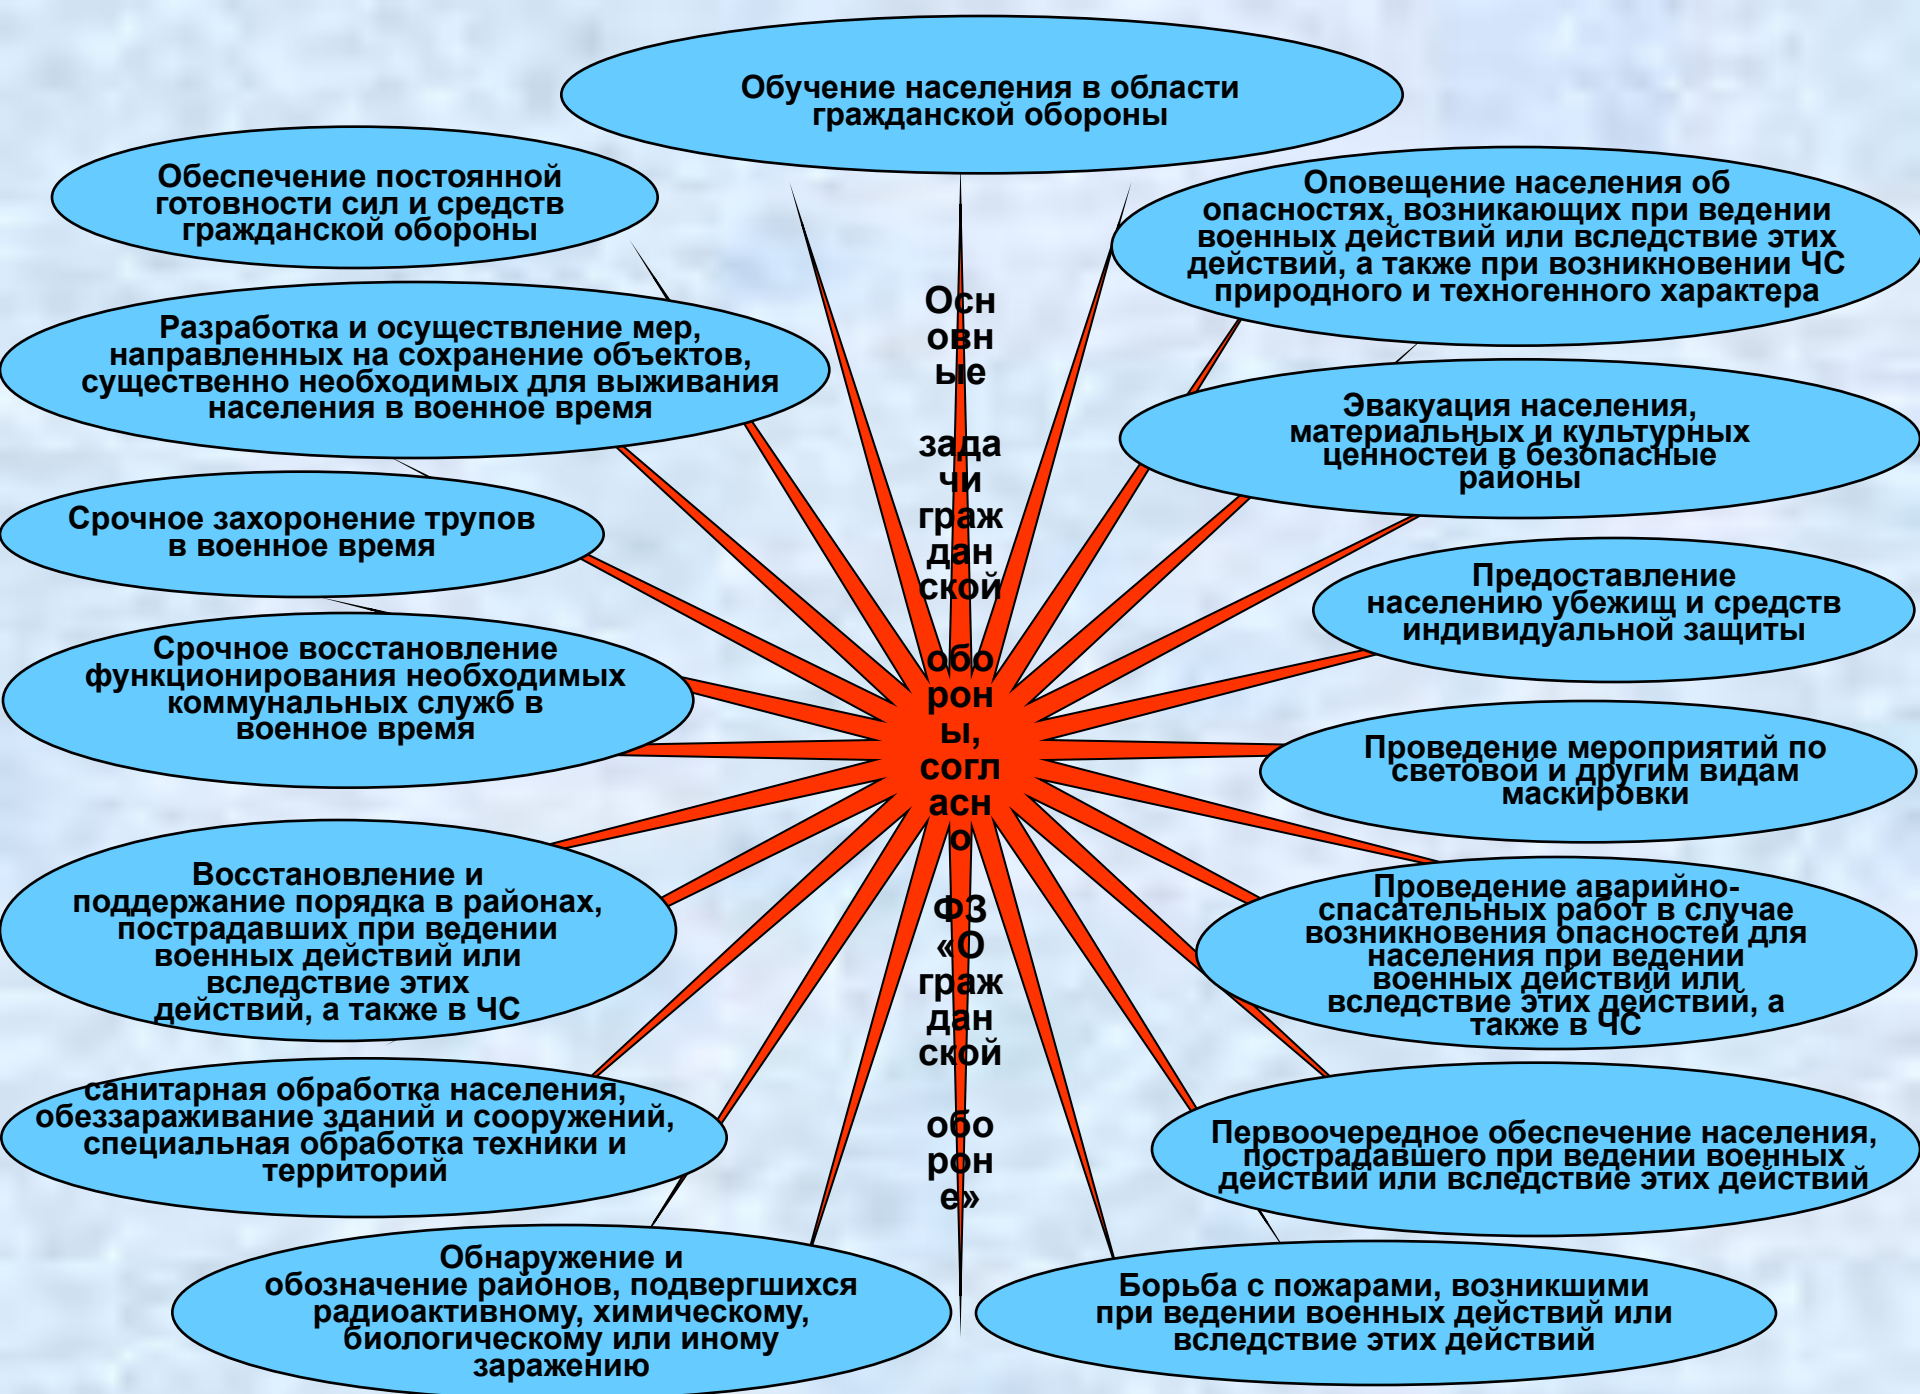 Обучение населения в области
гражданской обороны
Обеспечение постоянной
готовности сил и средств
гражданской обороны
Оповещение населения об
опасностях, возникающих при ведении
военных действий или вследствие этих
действий, а также при возникновении ЧС
природного и техногенного характера
Разработка и осуществление мер,
направленных на сохранение объектов,
существенно необходимых для выживания
населения в военное время
Эвакуация населения,
материальных и культурных
ценностей в безопасные
районы
Срочное захоронение трупов
в военное время
Предоставление
населению убежищ и средств
индивидуальной защиты
Срочное восстановление
функционирования необходимых
коммунальных служб в
военное время
Проведение мероприятий по
световой и другим видам
маскировки
Осн
овн
ые
зада
чи
граж
дан
ской
обо
рон
ы,
согл
асн
о
ФЗ
«О
граж
дан
ской
обо
рон
е»
Восстановление и
поддержание порядка в районах,
пострадавших при ведении
военных действий или
вследствие этих
действий, а также в ЧС
Проведение аварийно-
спасательных работ в случае
возникновения опасностей для
населения при ведении
военных действий или
вследствие этих действий, а
также в ЧС
санитарная обработка населения,
обеззараживание зданий и сооружений,
специальная обработка техники и
территорий
Первоочередное обеспечение населения,
пострадавшего при ведении военных
действий или вследствие этих действий
Обнаружение и
обозначение районов, подвергшихся
радиоактивному, химическому,
биологическому или иному
заражению
Борьба с пожарами, возникшими
при ведении военных действий или
вследствие этих действий